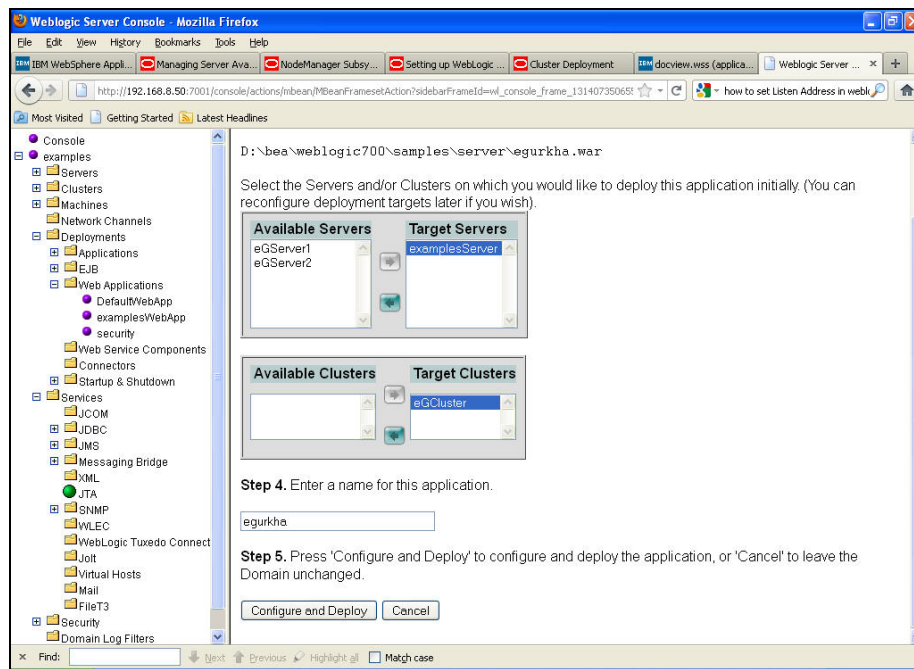 Weblogic Server Console - Mozilla Firefox
File Edit View History Bookmarks Tools Help
IBM WebSphere Appli... Managing Server Ava... NodeManager Subsy... Setting up WebLogic ... Cluster Deployment docview.wss (applica... Weblogic Server ...
http://192.168.8.50:7001/console/actions/mbean/MBeanFramesetAction?sidebarFrameId=wl_console_frame_131407350655 how to set Listen Address in weblo
Most Visited Getting Started Latest Headlines
Console
examples
Servers
Clusters
Machines
Network Channels
Deployments
Applications
EJB
Web Applications
DefaultWebApp
examplesWebApp
security
Web Service Components
Connectors
Startup & Shutdown
Services
JCOM
JDBC
JMS
Messaging Bridge
XML
JTA
SNMP
WLEC
WebLogic Tuxedo Connect
Jolt
Virtual Hosts
Mail
FileT3
Security
Domain Log Filters
D:\bea\weblogic700\samples\server\egurkha.war
Select the Servers and/or Clusters on which you would like to deploy this application initially. (You can
reconfigure deployment targets later if you wish).
Available Servers Target Servers
eGServer1 examplesServer
eGServer2
Available Clusters Target Clusters
eGCluster
Step 4. Enter a name for this application.
egurkha
Step 5. Press 'Configure and Deploy' to configure and deploy the application, or 'Cancel' to leave the
Domain unchanged.
Configure and Deploy Cancel
Find: Next Previous Highlight all Match case